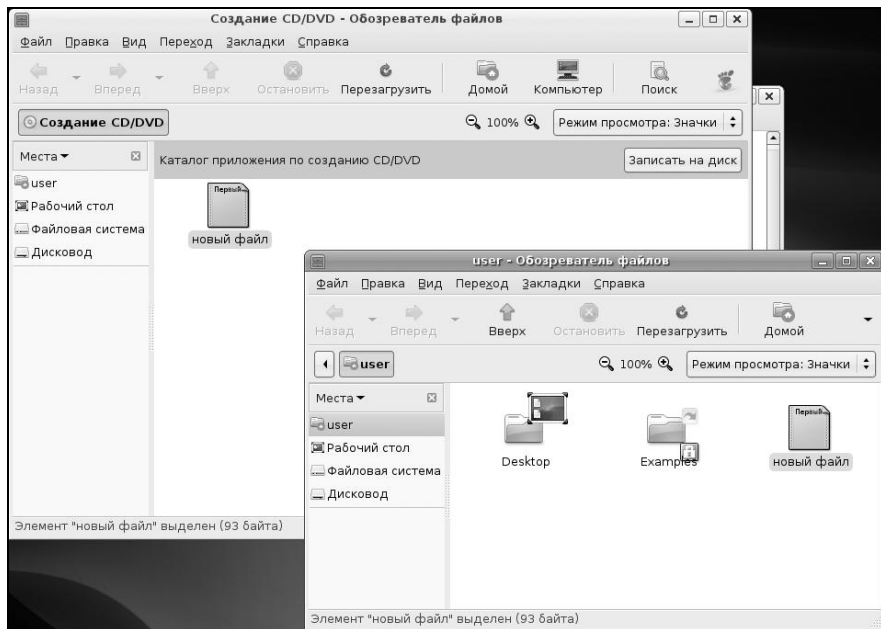 Создание CD/DVD - Обозреватель файлов
Файл Правка Вид Переход Закладки Справка
Назад Вперед Вверх Остановить Перезагрузить Домой Компьютер Поиск
Создание CD/DVD 100% Режим просмотра: Значки
Места Каталог приложения по созданию CD/DVD Записать на диск
user
Рабочий стол
Файловая система
Дисковод
Первый
новый файл
Элемент "новый файл" выделен (93 байта)
user - Обозреватель файлов
Файл Правка Вид Переход Закладки Справка
Назад Вперед Вверх Остановить Перезагрузить Домой
user 100% Режим просмотра: Значки
Места
user
Рабочий стол
Файловая система
Дисковод
Первый
Desktop Examples новый файл
Элемент "новый файл" выделен (93 байта)